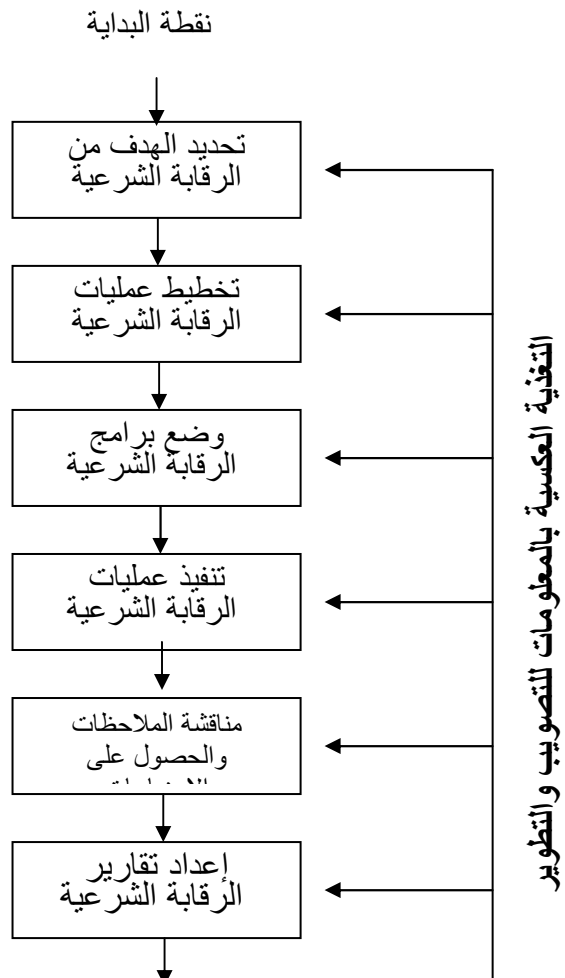 نقطة البداية
تحديد الهدف من
الرقابة الشرعية
تخطيط عمليات
الرقابة الشرعية
وضع برامج
الرقابة الشرعية
تنفيذ عمليات
الرقابة الشرعية
مناقشة الملاحظات
والحصول على
إعداد تقارير
الرقابة الشرعية
التغذية العكسية بالمعلومات للتصويب والتطوير